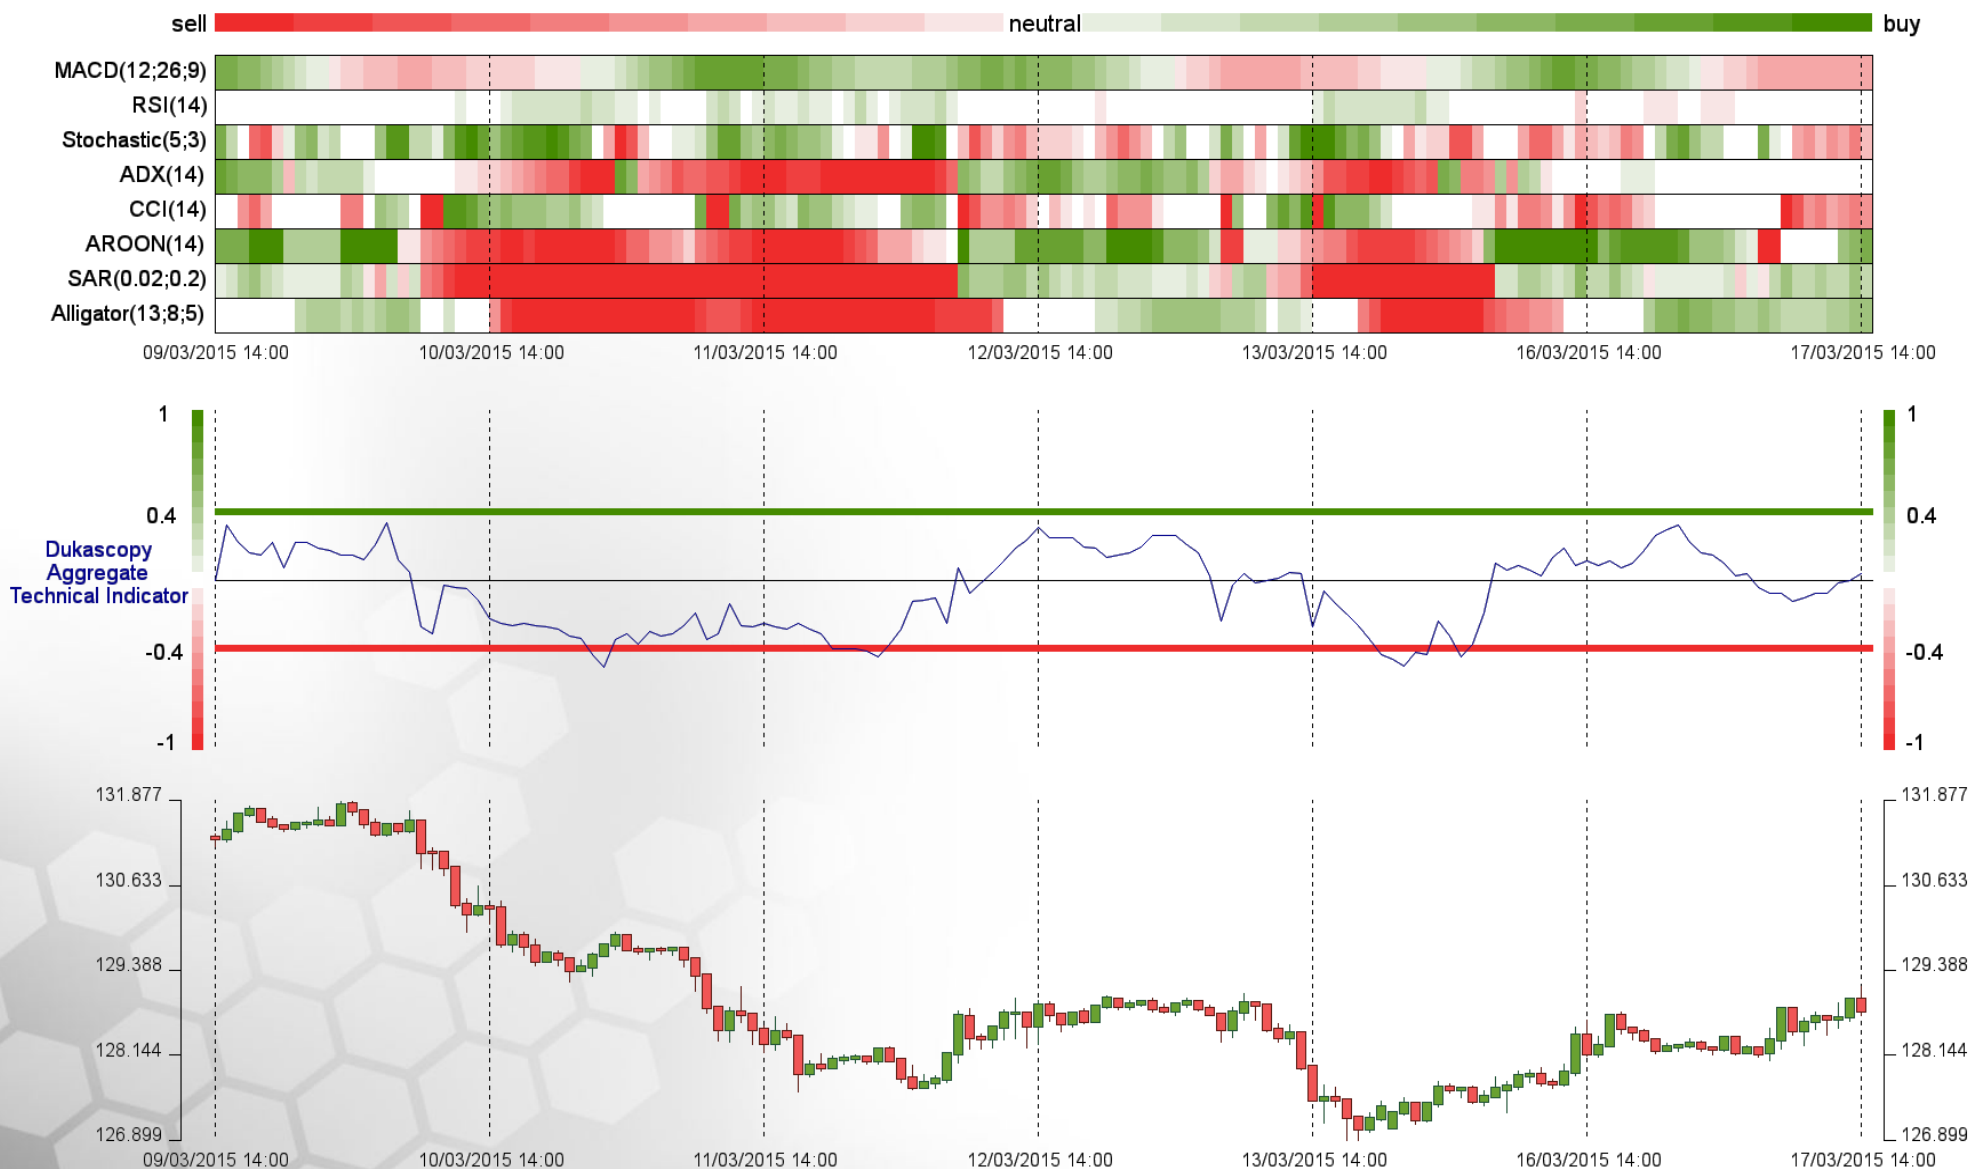 sell neutral buy
MACD(12;26;9)
RSI(14)
Stochastic(5;3)
ADX(14)
CCI(14)
AROON(14)
SAR(0.02;0.2)
Alligator(13;8;5)
09/03/2015 14:00 10/03/2015 14:00 11/03/2015 14:00 12/03/2015 14:00 13/03/2015 14:00 16/03/2015 14:00 17/03/2015 14:00
1 1
0.4 0.4
Dukascopy
Aggregate
Technical Indicator
-0.4 -0.4
-1 -1
131.877 131.877
130.633 130.633
129.388 129.388
128.144 128.144
126.899 126.899
09/03/2015 14:00 10/03/2015 14:00 11/03/2015 14:00 12/03/2015 14:00 13/03/2015 14:00 16/03/2015 14:00 17/03/2015 14:00